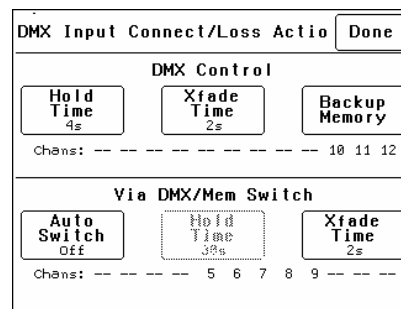 DMX Input Connect/Loss Actio Done
DMX Control
Hold Time 4s
Xfade Time 2s
Backup Memory
Chans: -- -- -- -- -- -- -- -- -- 10 11 12
Via DMX/Mem Switch
Auto Switch Off
Hold Time 30s
Xfade Time 2s
Chans: -- -- -- -- 5 6 7 8 9 -- -- --